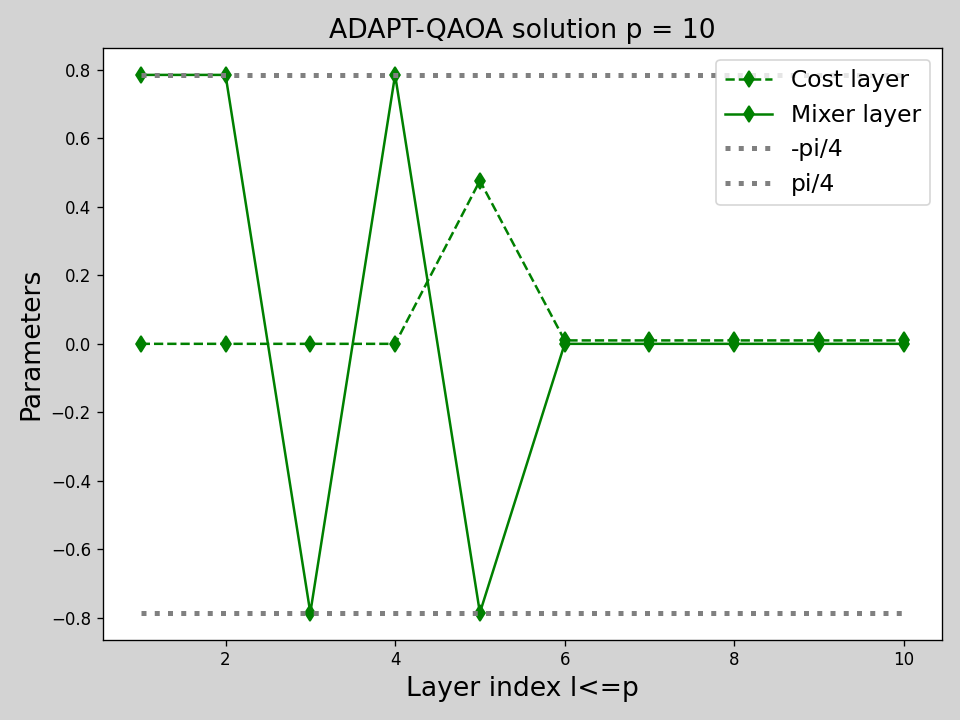 ADAPT-QAOA solution p = 10
Parameters
0.8
0.6
0.4
0.2
0.0
−0.2
−0.4
−0.6
−0.8
Cost layer
Mixer layer
-pi/4
pi/4
2
4
6
8
10
Layer index l<=p